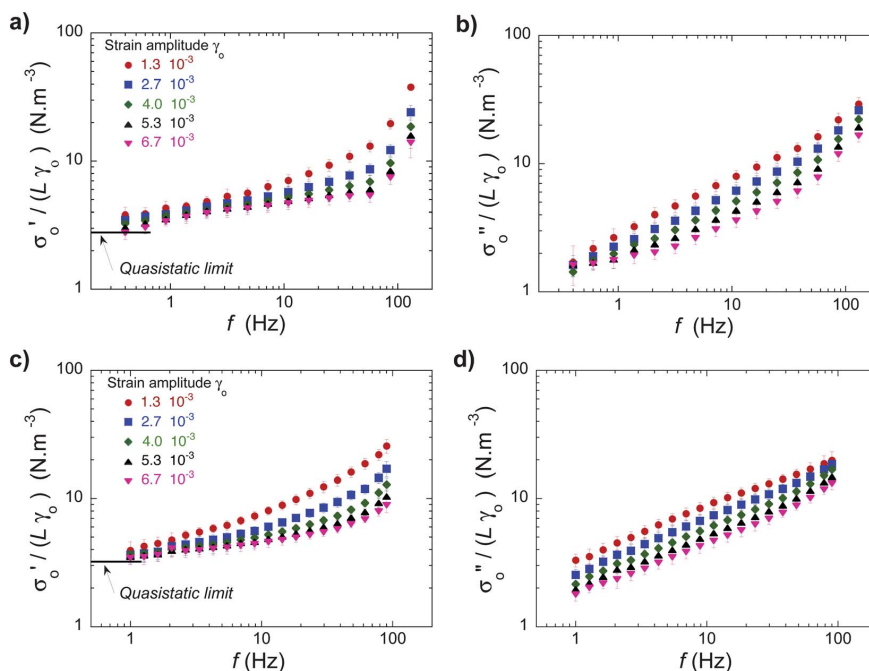 a)
σo' / (L γo) (N.m⁻³)
100
10
1
Strain amplitude γo
1.3 10⁻³
2.7 10⁻³
4.0 10⁻³
5.3 10⁻³
6.7 10⁻³
Quasistatic limit
1 10 100
f (Hz)
b)
σo'' / (L γo) (N.m⁻³)
100
10
1
1 10 100
f (Hz)
c)
σo' / (L γo) (N.m⁻³)
100
10
1
Strain amplitude γo
1.3 10⁻³
2.7 10⁻³
4.0 10⁻³
5.3 10⁻³
6.7 10⁻³
Quasistatic limit
1 10 100
f (Hz)
d)
σo'' / (L γo) (N.m⁻³)
100
10
1
1 10 100
f (Hz)